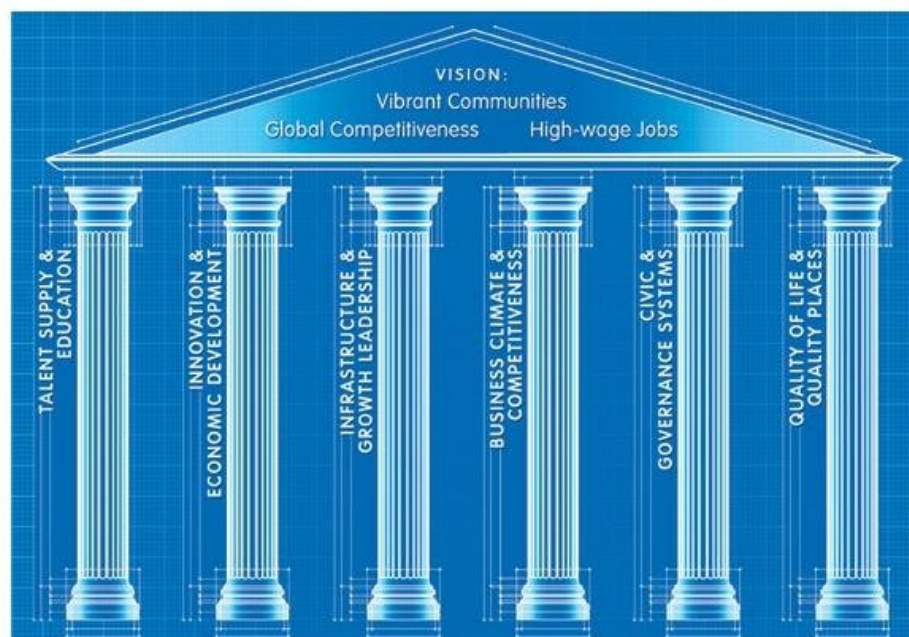 VISION:
Vibrant Communities
Global Competitiveness High-wage Jobs
TALENT SUPPLY &
EDUCATION
INNOVATION &
ECONOMIC DEVELOPMENT
INFRASTRUCTURE &
GROWTH LEADERSHIP
BUSINESS CLIMATE &
COMPETITIVENESS
CIVIC &
GOVERNANCE SYSTEMS
QUALITY OF LIFE &
QUALITY PLACES